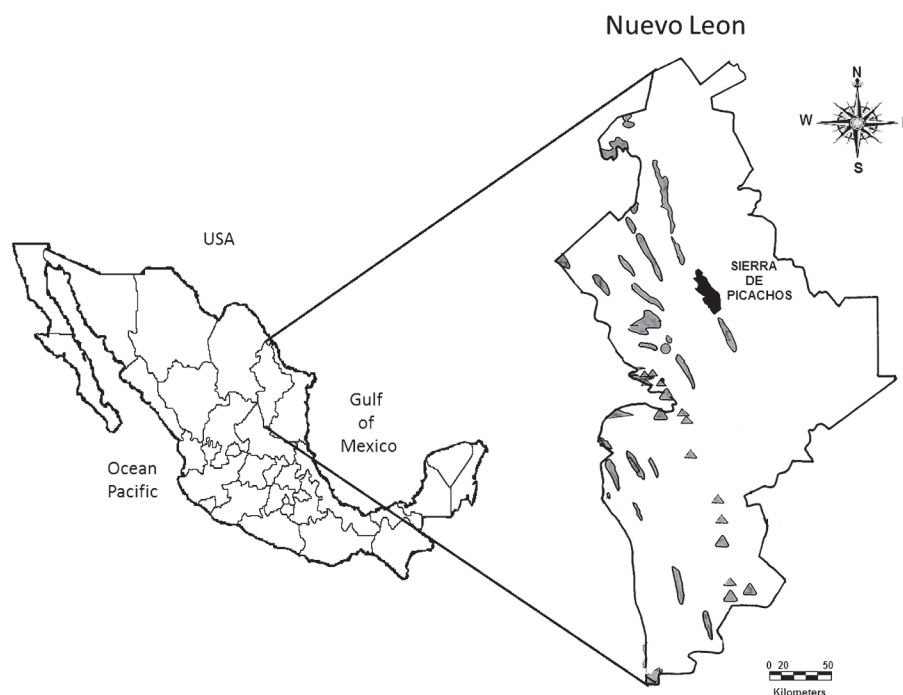 Nuevo Leon
N
W
S
USA
SIERRA
DE
PICACHOS
Gulf
of
Mexico
Ocean
Pacific
0 20 50
Kilometers